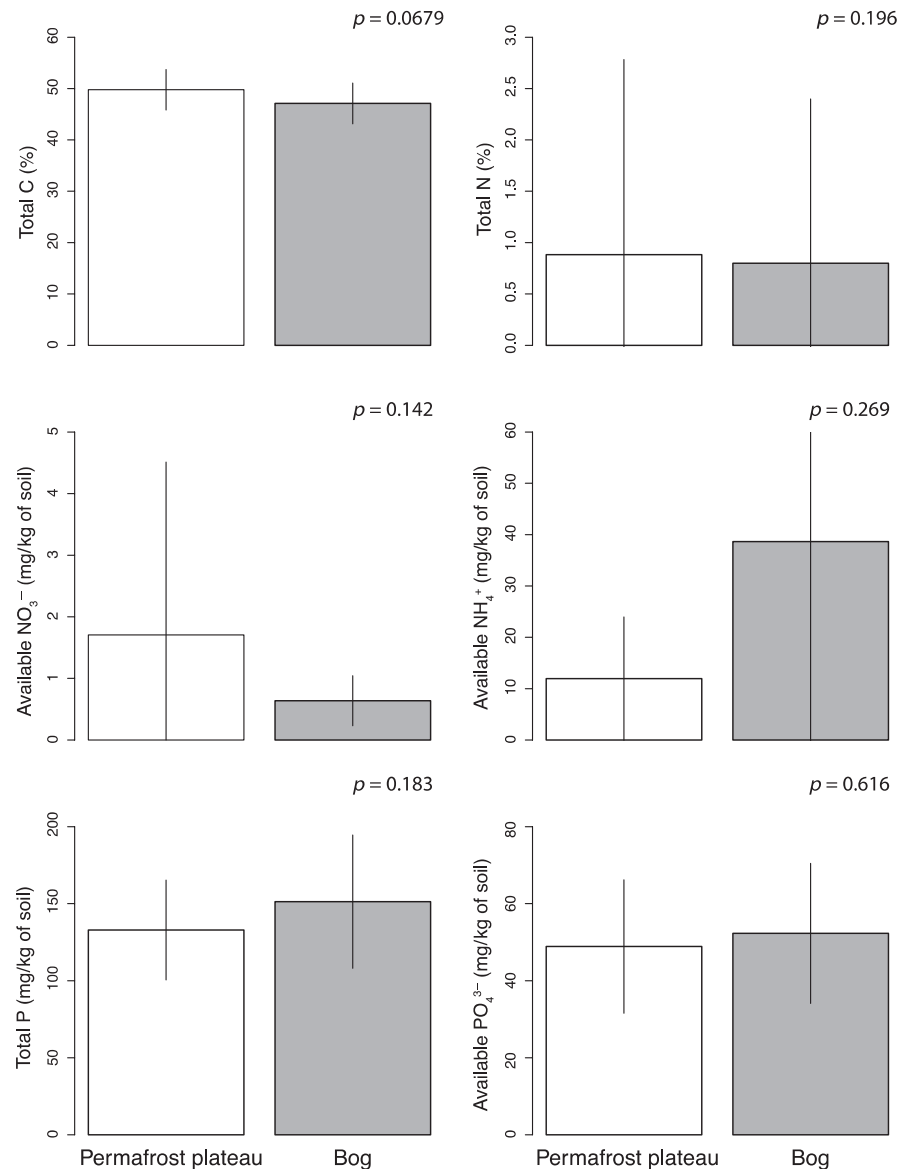 p = 0.0679
Total C (%)
60
50
40
30
20
10
0
p = 0.196
Total N (%)
3.0
2.5
2.0
1.5
1.0
0.5
0.0
p = 0.142
Available NO₃⁻ (mg/kg of soil)
5
4
3
2
1
0
p = 0.269
Available NH₄⁺ (mg/kg of soil)
60
50
40
30
20
10
0
p = 0.183
Total P (mg/kg of soil)
200
150
100
50
0
Permafrost plateau
Bog
p = 0.616
Available PO₄³⁻ (mg/kg of soil)
80
60
40
20
0
Permafrost plateau
Bog